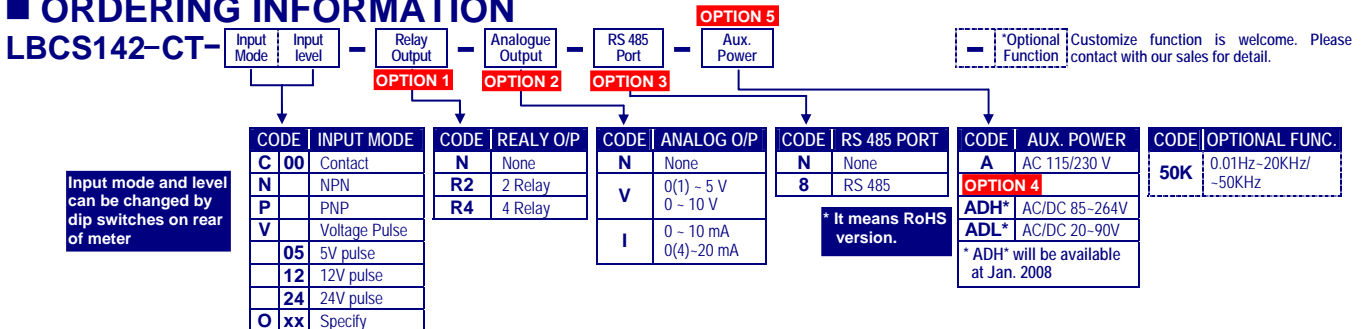 ■ ORDERING INFORMATION
OPTION 5
LBCS142-CT- Input Mode Input level - Relay Output - Analogue Output - RS 485 Port - Aux. Power - *Optional Function
Customize function is welcome. Please contact with our sales for detail.
OPTION 1 OPTION 2 OPTION 3
Input mode and level
can be changed by
dip switches on rear
of meter
CODE INPUT MODE
C 00 Contact
N NPN
P PNP
V Voltage Pulse
05 5V pulse
12 12V pulse
24 24V pulse
O xx Specify
CODE REALY O/P
N None
R2 2 Relay
R4 4 Relay
CODE ANALOG O/P
N None
V 0(1) ~ 5 V
0 ~ 10 V
I 0 ~ 10 mA
0(4)~20 mA
CODE RS 485 PORT
N None
8 RS 485
* It means RoHS
version.
CODE AUX. POWER
A AC 115/230 V
OPTION 4
ADH* AC/DC 85~264V
ADL* AC/DC 20~90V
* ADH* will be available
at Jan. 2008
CODE OPTIONAL FUNC.
50K 0.01Hz~20KHz/
~50KHz